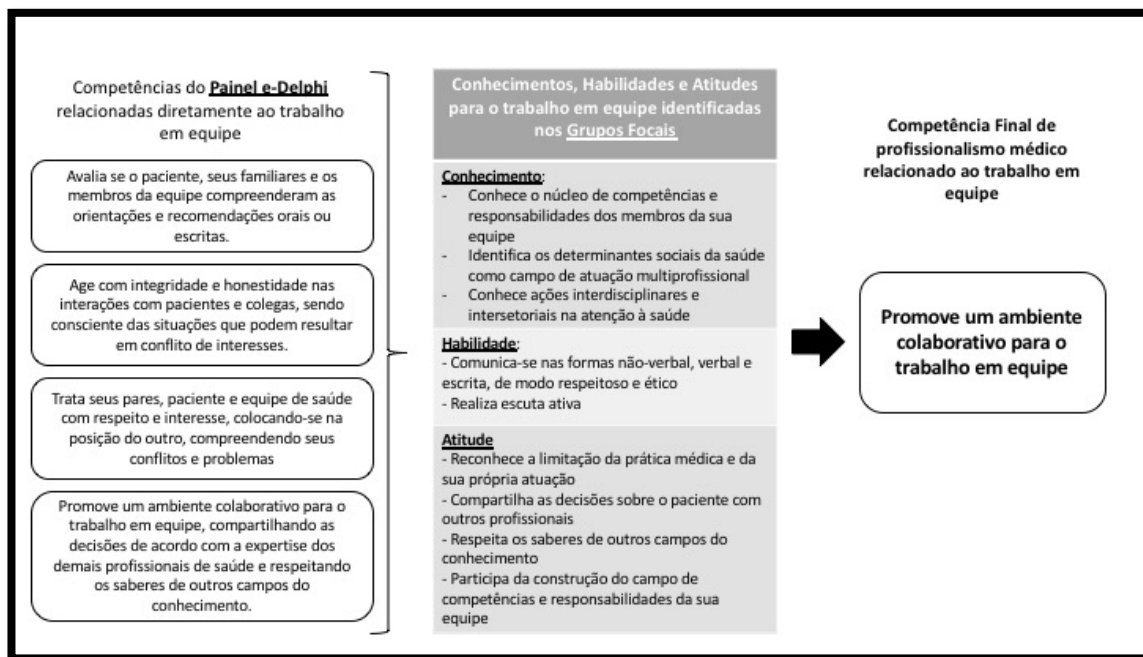 Competências do Painel e-Delphi
relacionadas diretamente ao trabalho
em equipe
Avalia se o paciente, seus familiares e os
membros da equipe compreenderam as
orientações e recomendações orais ou
escritas.
Age com integridade e honestidade nas
interações com pacientes e colegas, sendo
consciente das situações que podem resultar
em conflito de interesses.
Trata seus pares, paciente e equipe de saúde
com respeito e interesse, colocando-se na
posição do outro, compreendendo seus
conflitos e problemas
Promove um ambiente colaborativo para o
trabalho em equipe, compartilhando as
decisões de acordo com a expertise dos
demais profissionais de saúde e respeitando
os saberes de outros campos do
conhecimento.
Conhecimentos, Habilidades e Atitudes
para o trabalho em equipe identificadas
nos Grupos Focais
Conhecimento:
- Conhece o núcleo de competências e
responsabilidades dos membros da sua
equipe
- Identifica os determinantes sociais da saúde
como campo de atuação multiprofissional
- Conhece ações interdisciplinares e
intersetoriais na atenção à saúde
Habilidade:
- Comunica-se nas formas não-verbal, verbal e
escrita, de modo respeitoso e ético
- Realiza escuta ativa
Atitude
- Reconhece a limitação da prática médica e da
sua própria atuação
- Compartilha as decisões sobre o paciente com
outros profissionais
- Respeita os saberes de outros campos do
conhecimento
- Participa da construção do campo de
competências e responsabilidades da sua
equipe
Competência Final de
profissionalismo médico
relacionado ao trabalho em
equipe
Promove um ambiente
colaborativo para o
trabalho em equipe